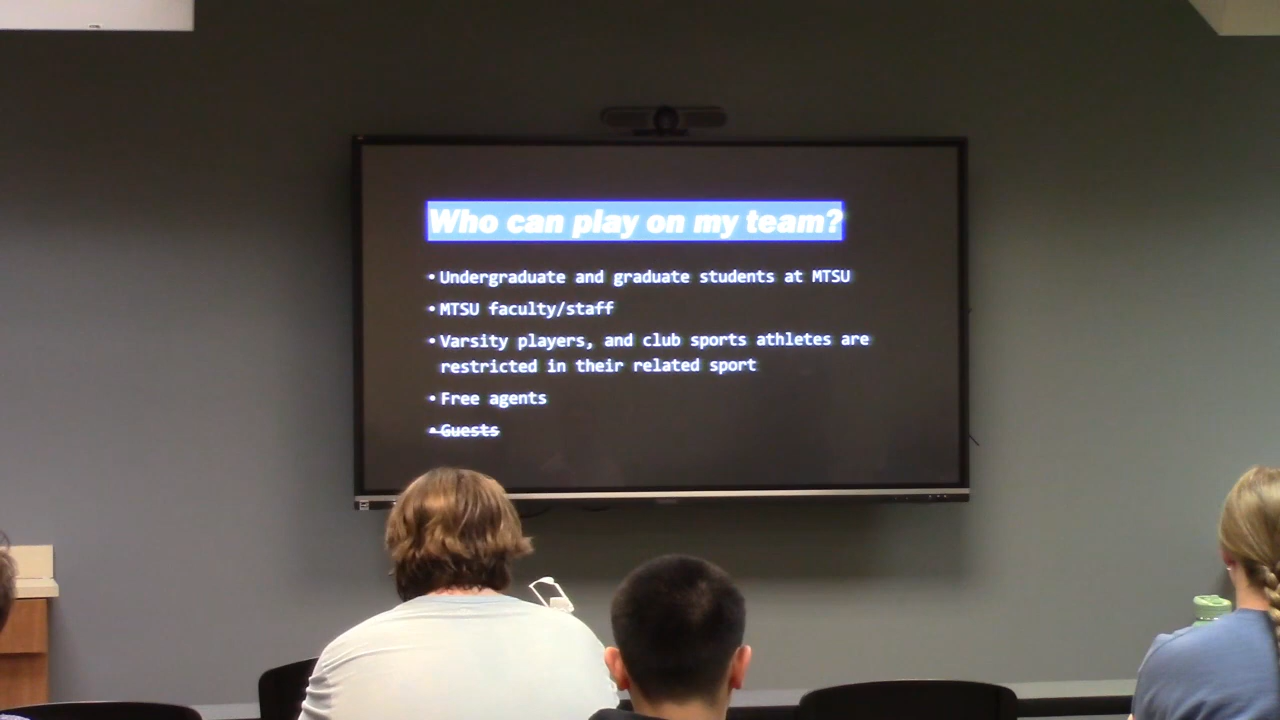 Who can play on my team?
• Undergraduate and graduate students at MTSU
• MTSU faculty/staff
• Varsity players, and club sports athletes are
restricted in their related sport
• Free agents
• Guests